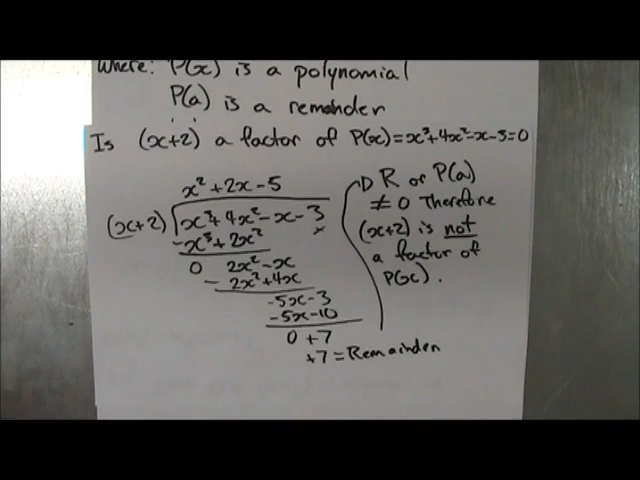 where: P(x) is a polynomial
P(a) is a remainder
Is (x+2) a factor of P(x)=x³+4x²-x-3=0
x²+2x-5
(x+2) x³+4x²-x-3
-x³+2x²
0 2x²-x
- 2x²+4x
-5x-3
-5x-10
0 +7
+7 = Remainder
R or P(a)
≠ 0 Therefore
(x+2) is not
a factor of
P(x).